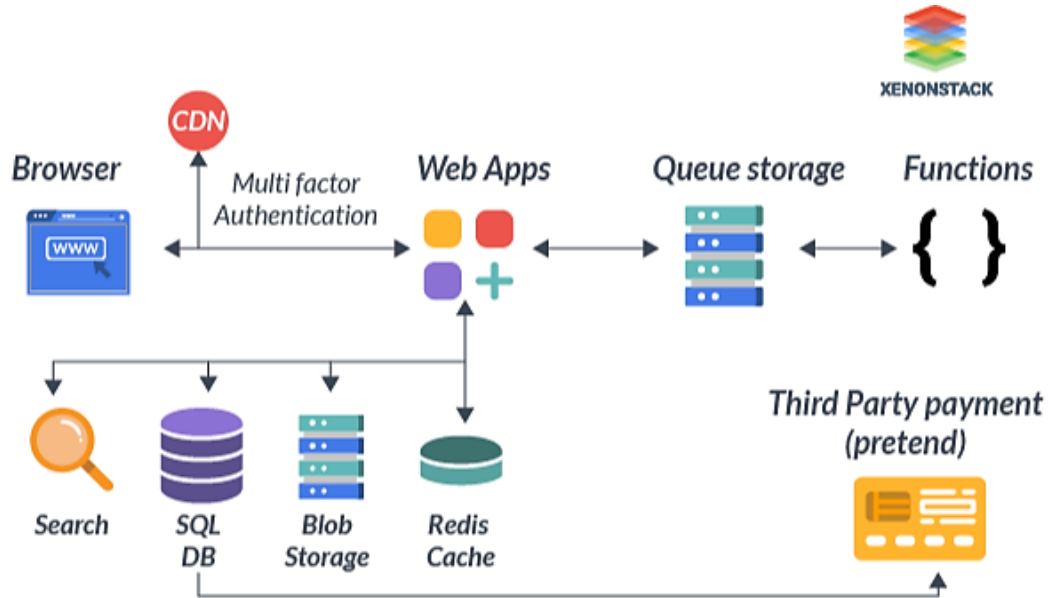 XENONSTACK
CDN
Browser
Multi factor
Authentication
Web Apps
Queue storage
Functions
{ }
www
Third Party payment
(pretend)
Search
SQL
DB
Blob
Storage
Redis
Cache